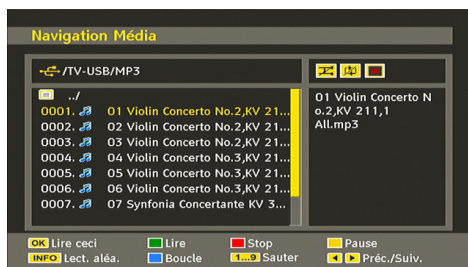 Navigation Média
/TV-USB/MP3
../
0001. 01 Violin Concerto No.2,KV 21...
0002. 02 Violin Concerto No.2,KV 21...
0003. 03 Violin Concerto No.2,KV 21...
0004. 04 Violin Concerto No.3,KV 21...
0005. 05 Violin Concerto No.3,KV 21...
0006. 06 Violin Concerto No.3,KV 21...
0007. 07 Synfonia Concertante KV 3...
01 Violin Concerto N
o.2,KV 211,1
All.mp3
OK Lire ceci Lire Stop Pause
INFO Lect. aléa. Boucle 1...9 Sauter Préc./Suiv.